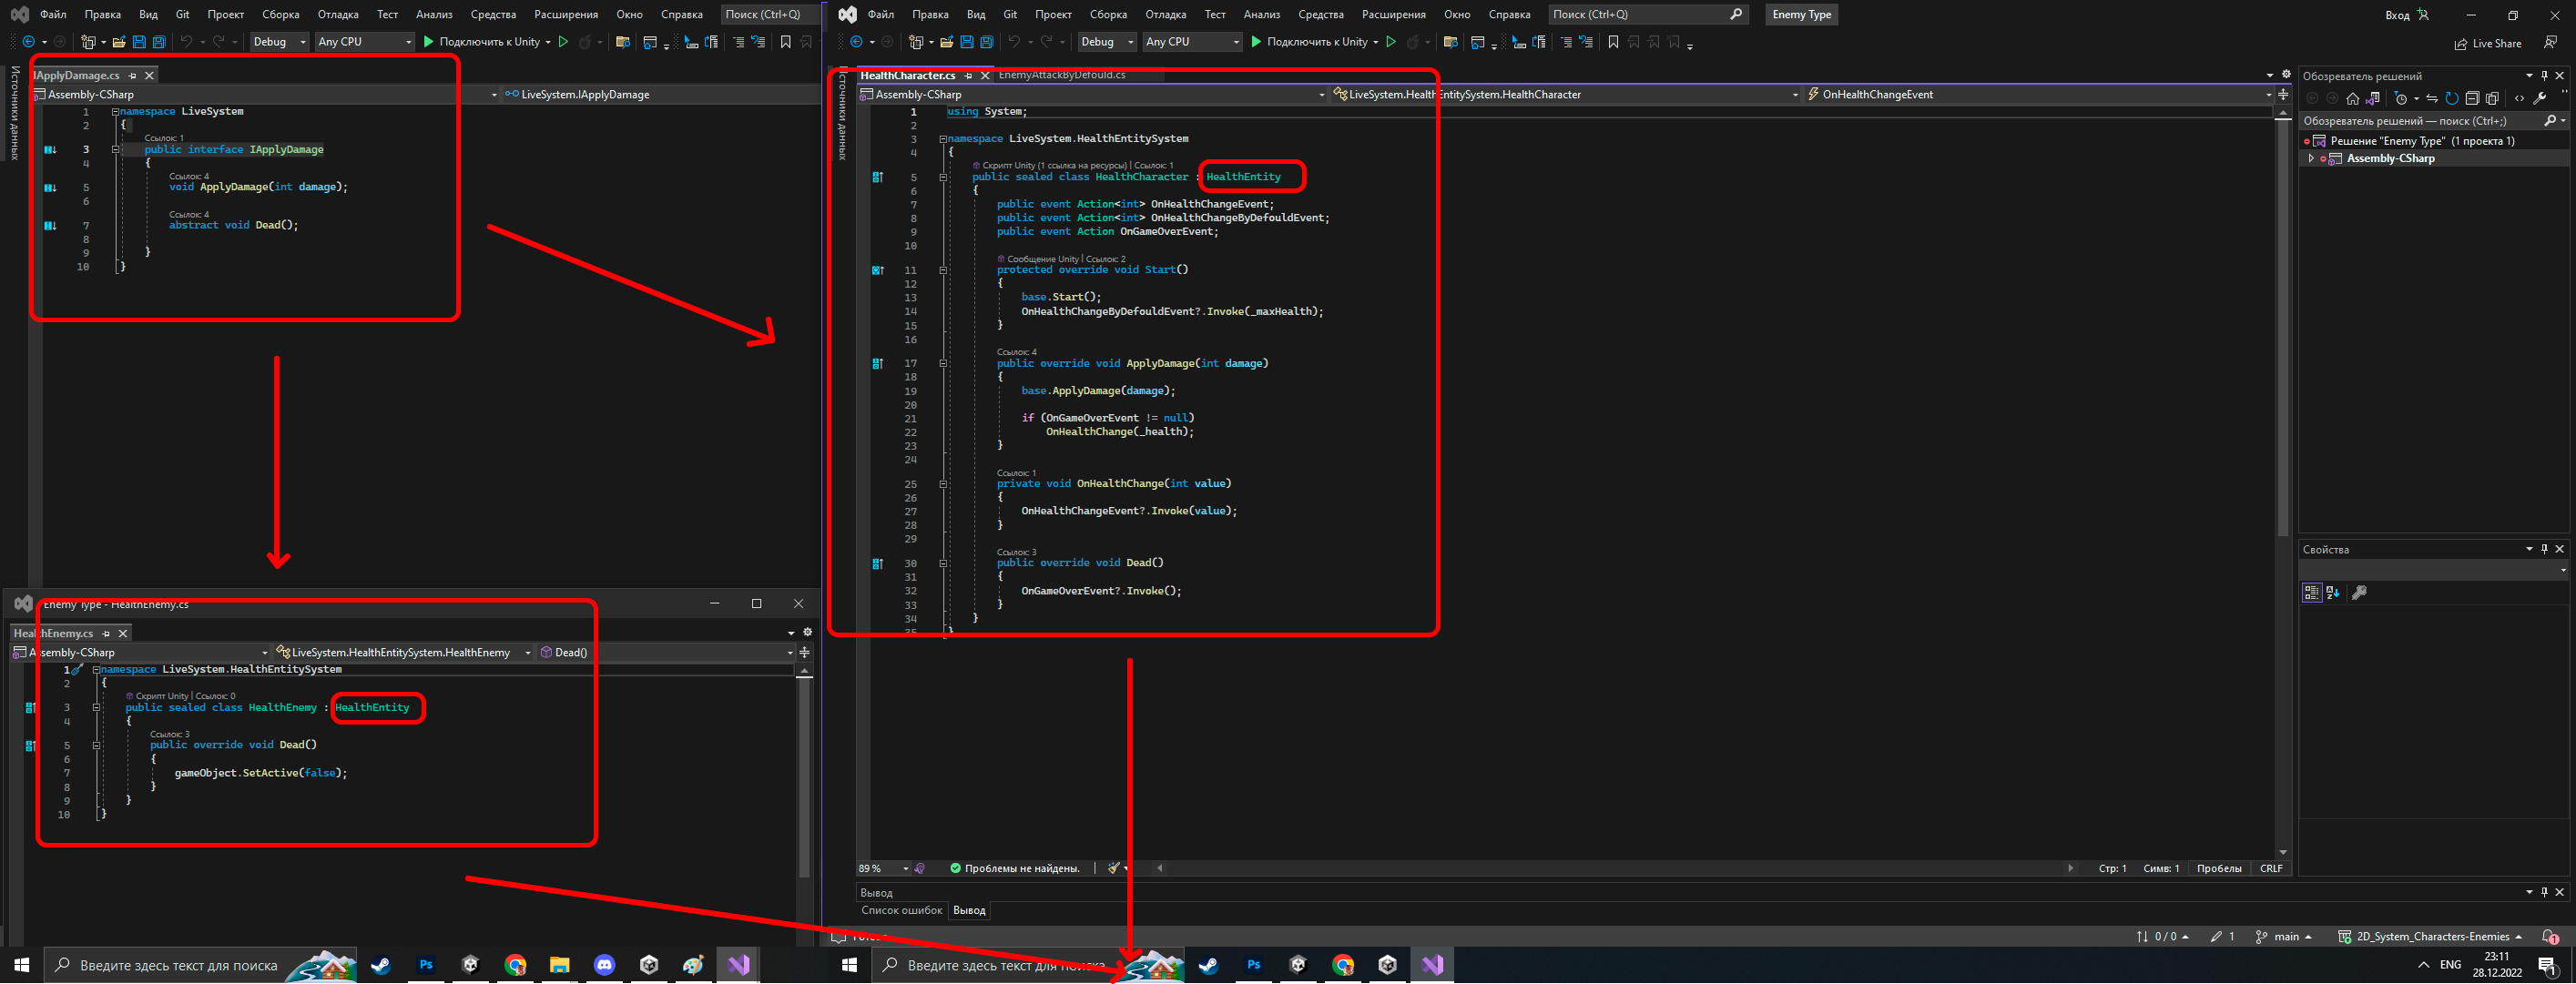 Файл Правка Вид Git Проект Сборка Отладка Тест Анализ Средства Расширения Окно Справка Поиск (Ctrl+Q)
Debug Any CPU Подключить к Unity
Источники данных
IApplyDamage.cs
Assembly-CSharp LiveSystem.IApplyDamage
1 namespace LiveSystem
2 {
Ссылок: 1
3 public interface IApplyDamage
4 {
Ссылок: 4
5 void ApplyDamage(int damage);
6
Ссылок: 4
7 abstract void Dead();
8
9 }
10 }
Enemy Type - HealthEnemy.cs
HealthEnemy.cs
Assembly-CSharp LiveSystem.HealthEntitySystem.HealthEnemy Dead()
1 namespace LiveSystem.HealthEntitySystem
2 {
Скрипт Unity | Ссылок: 0
3 public sealed class HealthEnemy : HealthEntity
4 {
Ссылок: 3
5 public override void Dead()
6 {
7 gameObject.SetActive(false);
8 }
9 }
10 }
Введите здесь текст для поиска
Файл Правка Вид Git Проект Сборка Отладка Тест Анализ Средства Расширения Окно Справка Поиск (Ctrl+Q) Enemy Type Вход
Debug Any CPU Подключить к Unity Live Share
Источники данных
HealthCharacter.cs EnemyAttackByDefould.cs
Assembly-CSharp LiveSystem.HealthEntitySystem.HealthCharacter OnHealthChangeEvent
1 using System;
2
3 namespace LiveSystem.HealthEntitySystem
4 {
Скрипт Unity (1 ссылка на ресурсы) | Ссылок: 1
5 public sealed class HealthCharacter : HealthEntity
6 {
7 public event Action<int> OnHealthChangeEvent;
8 public event Action<int> OnHealthChangeByDefouldEvent;
9 public event Action OnGameOverEvent;
10
Сообщение Unity | Ссылок: 2
11 protected override void Start()
12 {
13 base.Start();
14 OnHealthChangeByDefouldEvent?.Invoke(_maxHealth);
15 }
16
Ссылок: 4
17 public override void ApplyDamage(int damage)
18 {
19 base.ApplyDamage(damage);
20
21 if (OnGameOverEvent != null)
22 OnHealthChange(_health);
23 }
24
Ссылок: 1
25 private void OnHealthChange(int value)
26 {
27 OnHealthChangeEvent?.Invoke(value);
28 }
29
Ссылок: 3
30 public override void Dead()
31 {
32 OnGameOverEvent?.Invoke();
33 }
34 }
35 }
89 % Проблемы не найдены. Стр: 1 Симв: 1 Пробелы CRLF
Вывод
Список ошибок Вывод
Обозреватель решений
Обозреватель решений — поиск (Ctrl+;)
Решение "Enemy Type" (1 проекта 1)
Assembly-CSharp
Свойства
0 / 0 1 main 2D_System_Characters-Enemies 1
Введите здесь текст для поиска
ENG 23:11
28.12.2022 1